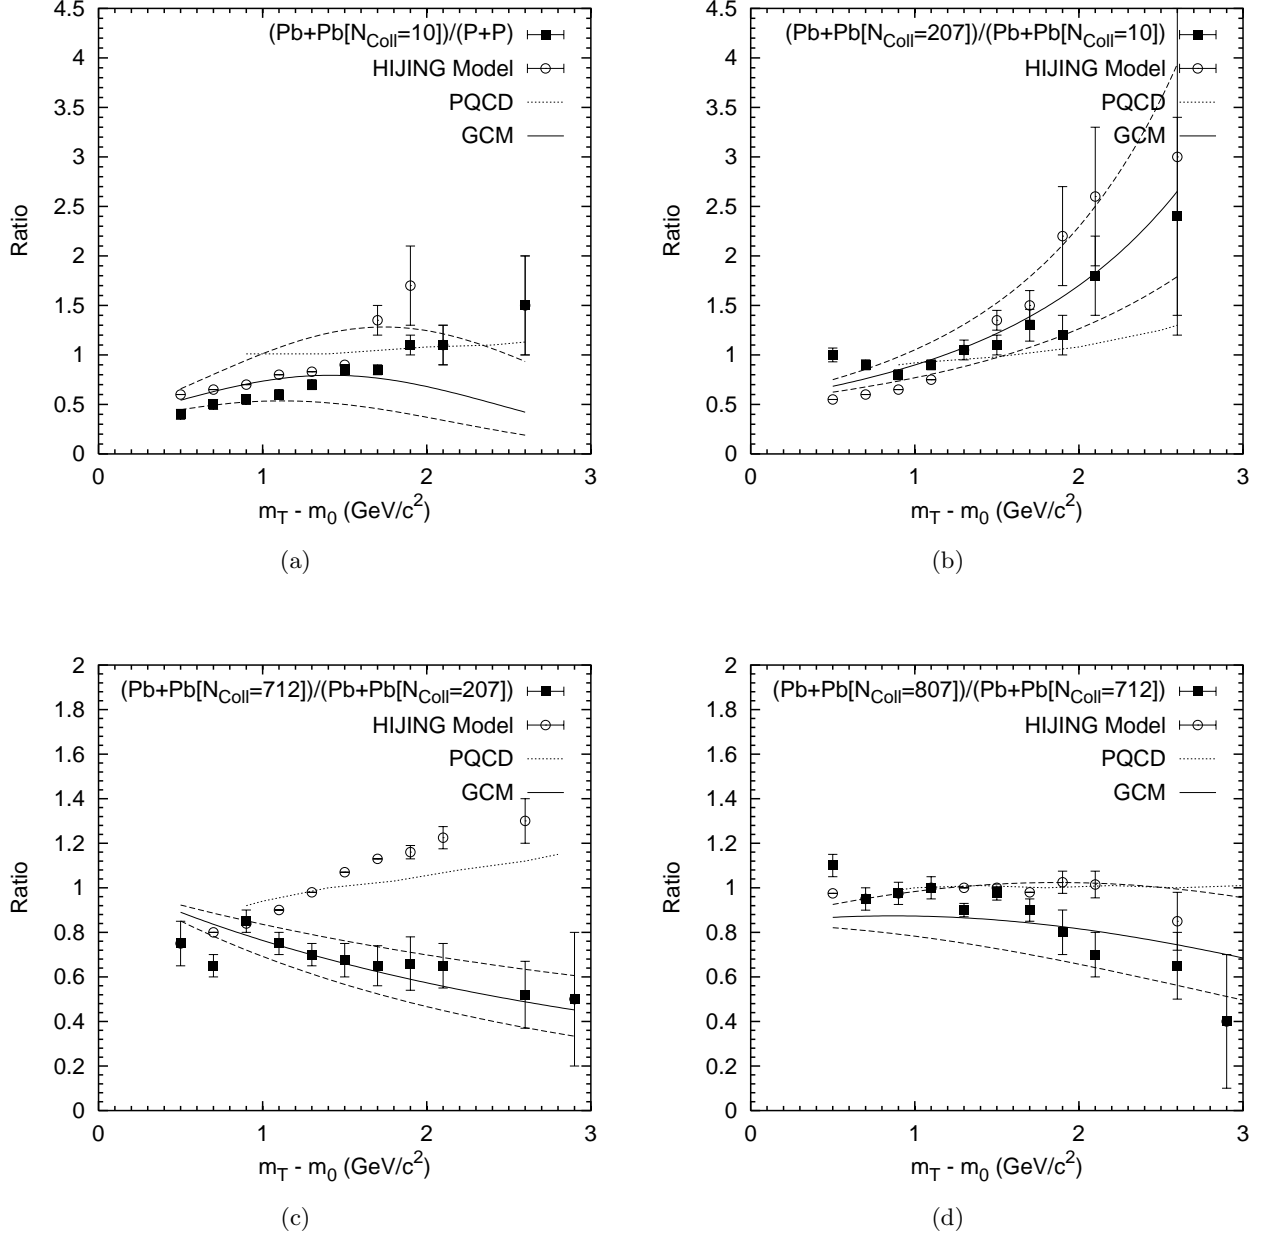 4.5
4
3.5
3
2.5
2
1.5
1
0.5
0
Ratio
(Pb+Pb[N_Coll=10])/(P+P)
HIJING Model
PQCD
GCM
0 1 2 3
m_T - m_0 (GeV/c^2)
(a)
4.5
4
3.5
3
2.5
2
1.5
1
0.5
0
Ratio
(Pb+Pb[N_Coll=207])/(Pb+Pb[N_Coll=10])
HIJING Model
PQCD
GCM
0 1 2 3
m_T - m_0 (GeV/c^2)
(b)
2
1.8
1.6
1.4
1.2
1
0.8
0.6
0.4
0.2
0
Ratio
(Pb+Pb[N_Coll=712])/(Pb+Pb[N_Coll=207])
HIJING Model
PQCD
GCM
0 1 2 3
m_T - m_0 (GeV/c^2)
(c)
2
1.8
1.6
1.4
1.2
1
0.8
0.6
0.4
0.2
0
Ratio
(Pb+Pb[N_Coll=807])/(Pb+Pb[N_Coll=712])
HIJING Model
PQCD
GCM
0 1 2 3
m_T - m_0 (GeV/c^2)
(d)